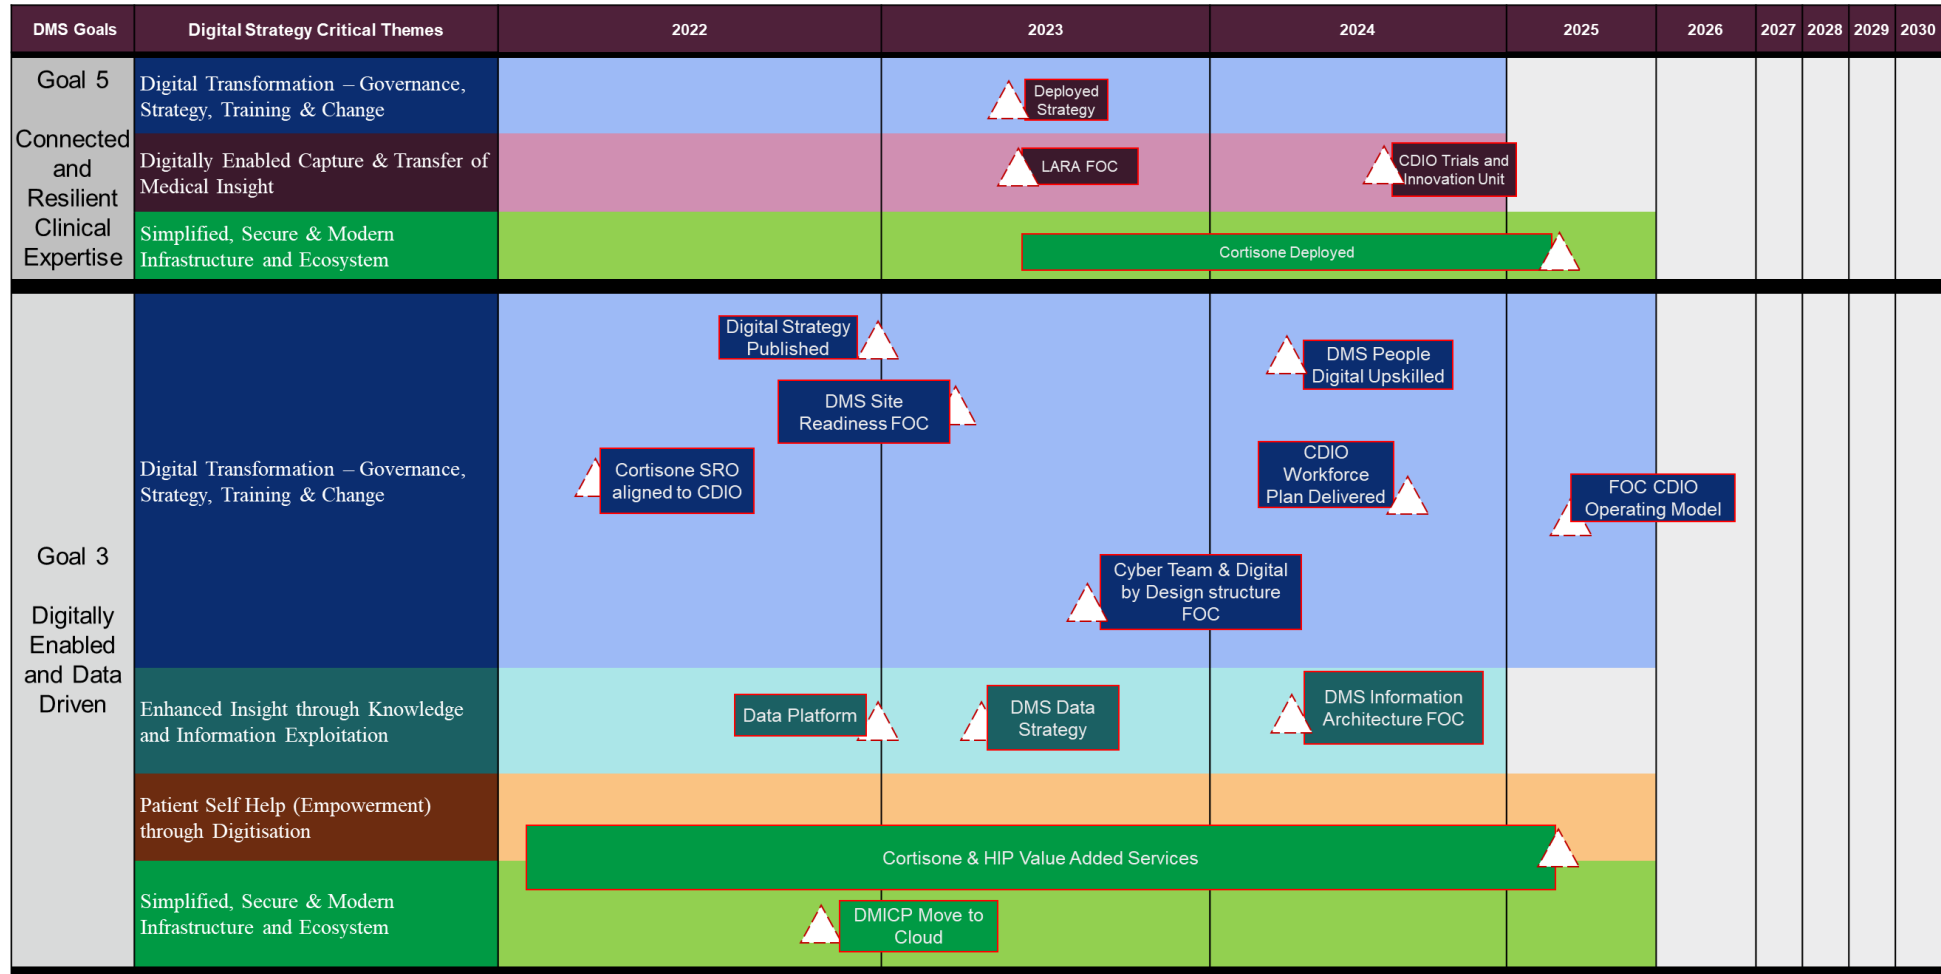 DMS Goals
Digital Strategy Critical Themes
2022
2023
2024
2025
2026
2027
2028
2029
2030
Goal 5
Connected
and
Resilient
Clinical
Expertise
Digital Transformation – Governance,
Strategy, Training & Change
Deployed
Strategy
Digitally Enabled Capture & Transfer of
Medical Insight
LARA FOC
CDIO Trials and
Innovation Unit
Simplified, Secure & Modern
Infrastructure and Ecosystem
Cortisone Deployed
Goal 3
Digitally
Enabled
and Data
Driven
Digital Transformation – Governance,
Strategy, Training & Change
Digital Strategy
Published
DMS People
Digital Upskilled
DMS Site
Readiness FOC
Cortisone SRO
aligned to CDIO
CDIO
Workforce
Plan Delivered
FOC CDIO
Operating Model
Cyber Team & Digital
by Design structure
FOC
Enhanced Insight through Knowledge
and Information Exploitation
Data Platform
DMS Data
Strategy
DMS Information
Architecture FOC
Patient Self Help (Empowerment)
through Digitisation
Cortisone & HIP Value Added Services
Simplified, Secure & Modern
Infrastructure and Ecosystem
DMICP Move to
Cloud